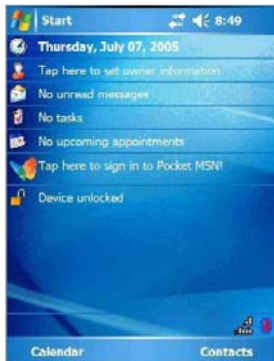 Start 8:49
Thursday, July 07, 2005
Tap here to set owner information
No unread messages
No tasks
No upcoming appointments
Tap here to sign in to Pocket MSN!
Device unlocked
Calendar Contacts